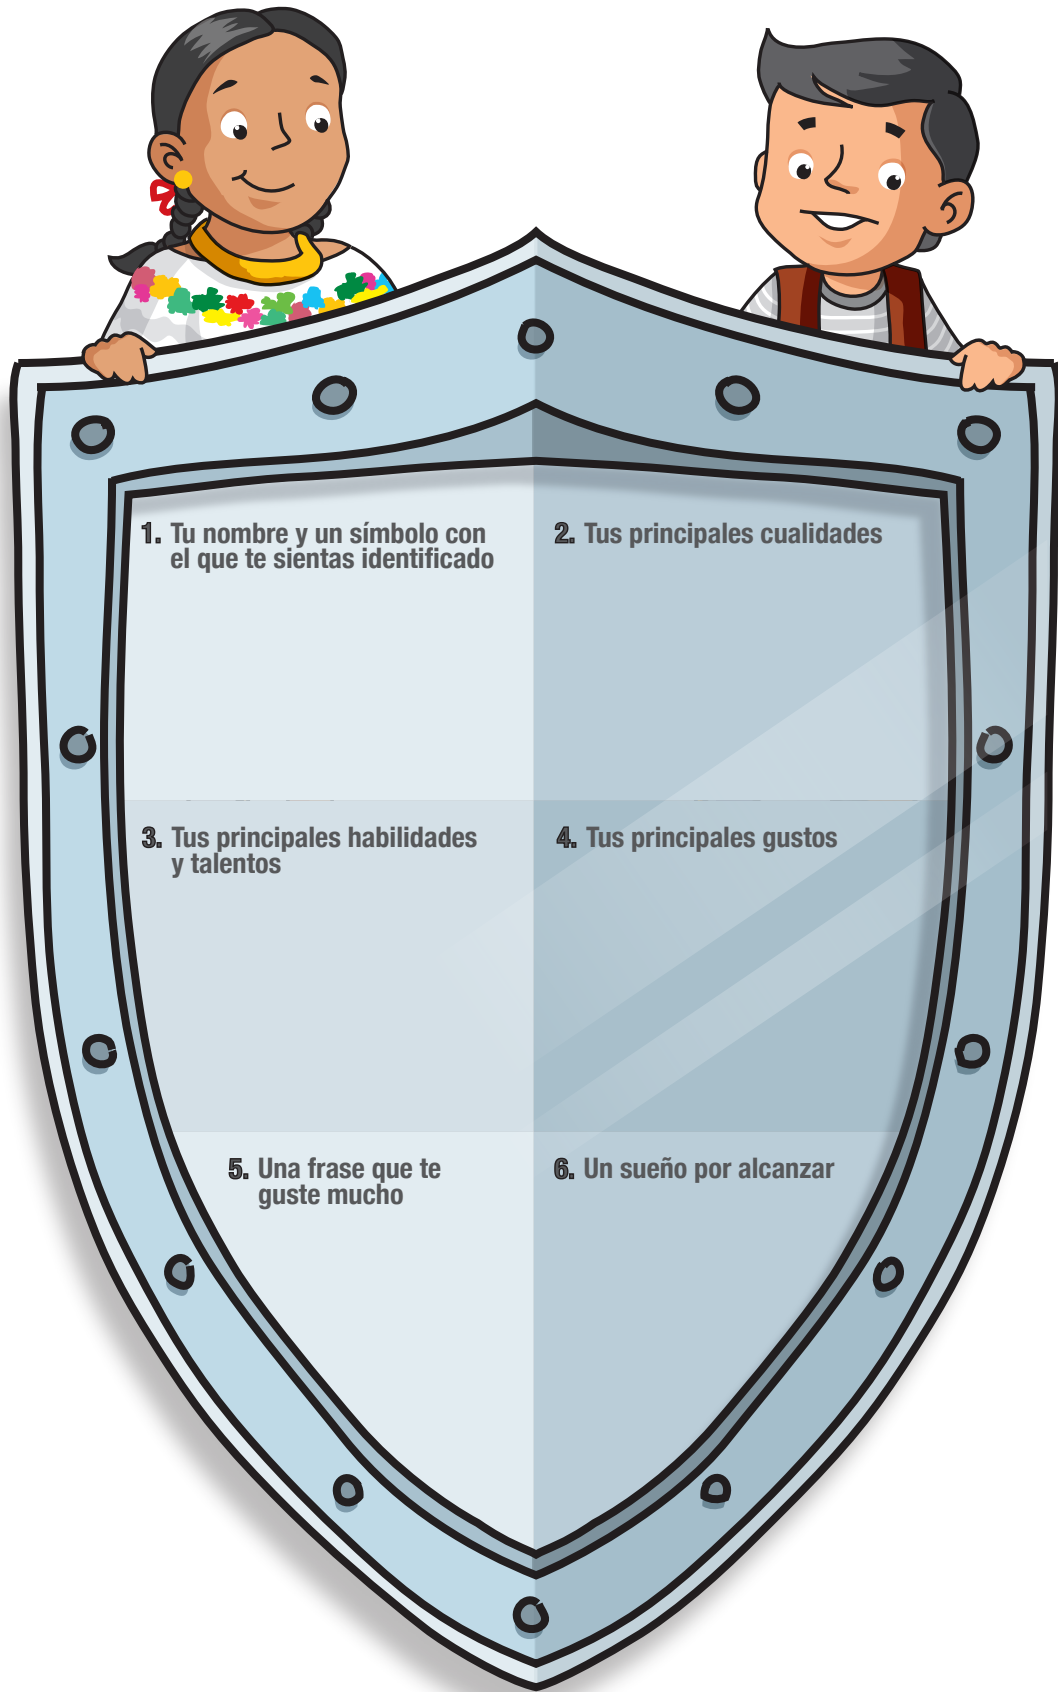 1. Tu nombre y un símbolo con
el que te sientas identificado
2. Tus principales cualidades
3. Tus principales habilidades
y talentos
4. Tus principales gustos
5. Una frase que te
guste mucho
6. Un sueño por alcanzar